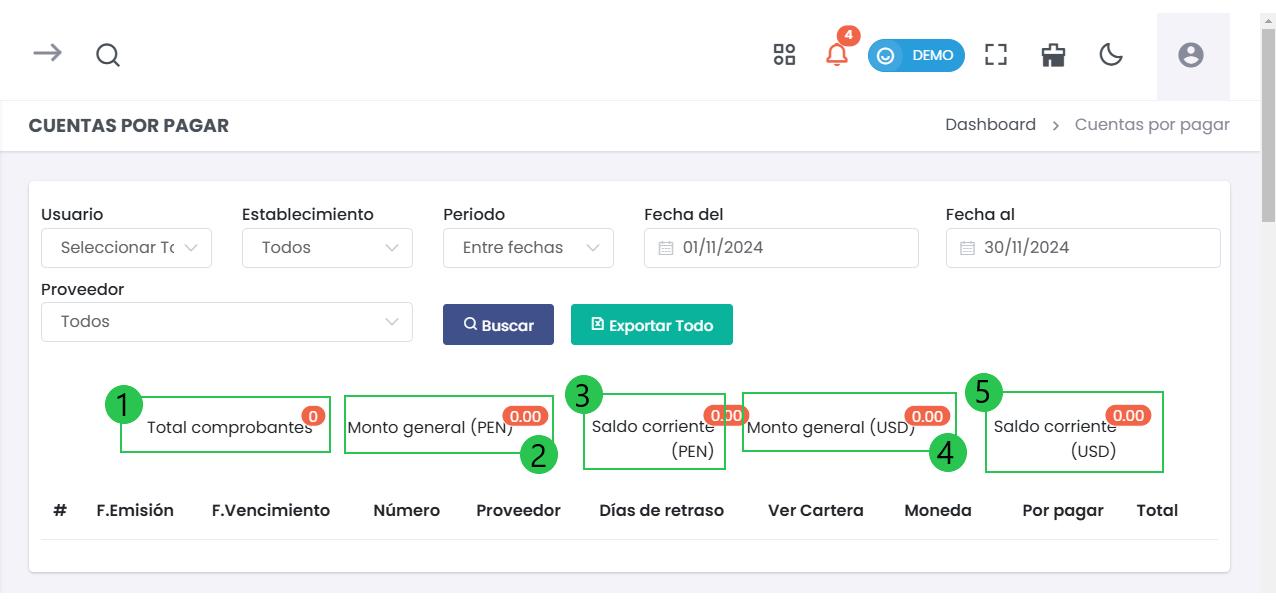 4
DEMO
CUENTAS POR PAGAR
Dashboard > Cuentas por pagar
Usuario
Establecimiento
Periodo
Fecha del
Fecha al
Seleccionar Tc
Todos
Entre fechas
01/11/2024
30/11/2024
Proveedor
Todos
Buscar
Exportar Todo
1
Total comprobantes 0
Monto general (PEN) 0.00
2
3
Saldo corriente 0.00
(PEN)
Monto general (USD) 0.00
4
5
Saldo corriente 0.00
(USD)
# F.Emisión F.Vencimiento Número Proveedor Días de retraso Ver Cartera Moneda Por pagar Total